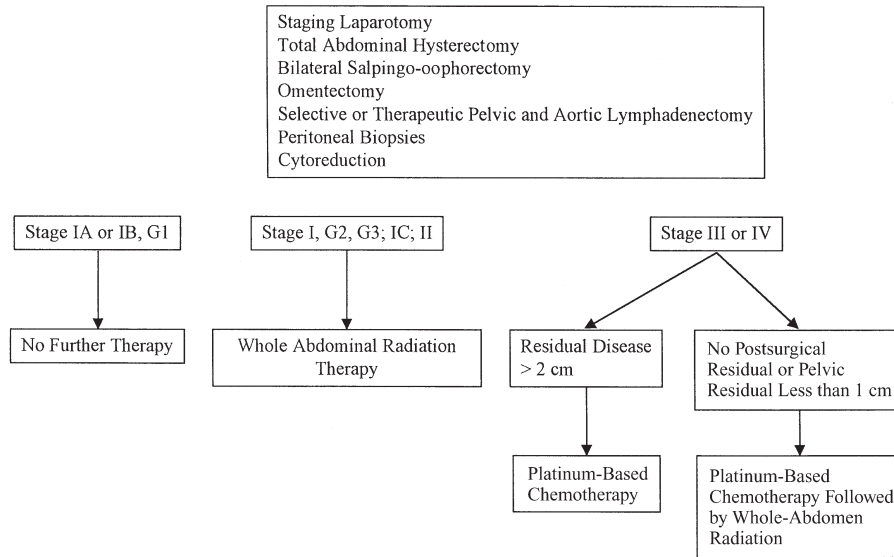 Staging Laparotomy
Total Abdominal Hysterectomy
Bilateral Salpingo-oophorectomy
Omentectomy
Selective or Therapeutic Pelvic and Aortic Lymphadenectomy
Peritoneal Biopsies
Cytoreduction
Stage IA or IB, G1
Stage I, G2, G3; IC; II
Stage III or IV
No Further Therapy
Whole Abdominal Radiation
Therapy
Residual Disease
> 2 cm
No Postsurgical
Residual or Pelvic
Residual Less than 1 cm
Platinum-Based
Chemotherapy
Platinum-Based
Chemotherapy Followed
by Whole-Abdomen
Radiation